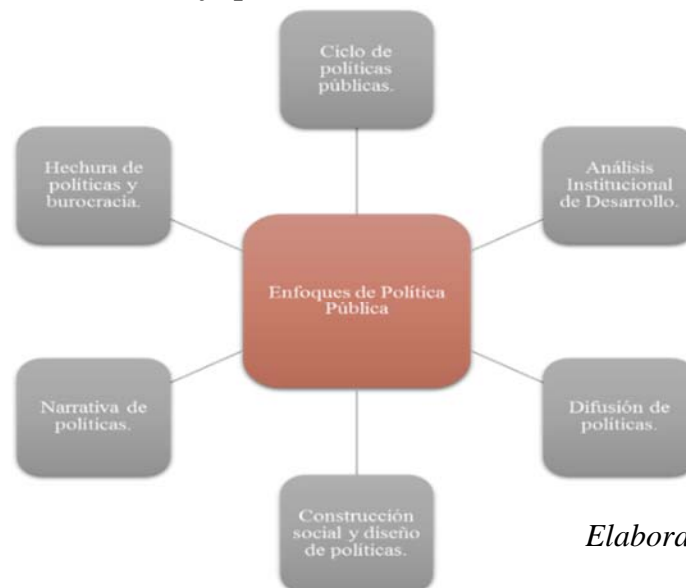 Ciclo de
políticas
públicas.
Hechura de
políticas y
burocracia.
Análisis
Institucional
de Desarrollo.
Enfoques de Política
Pública
Narrativa de
políticas.
Difusión de
políticas.
Construcción
social y diseño
de políticas.